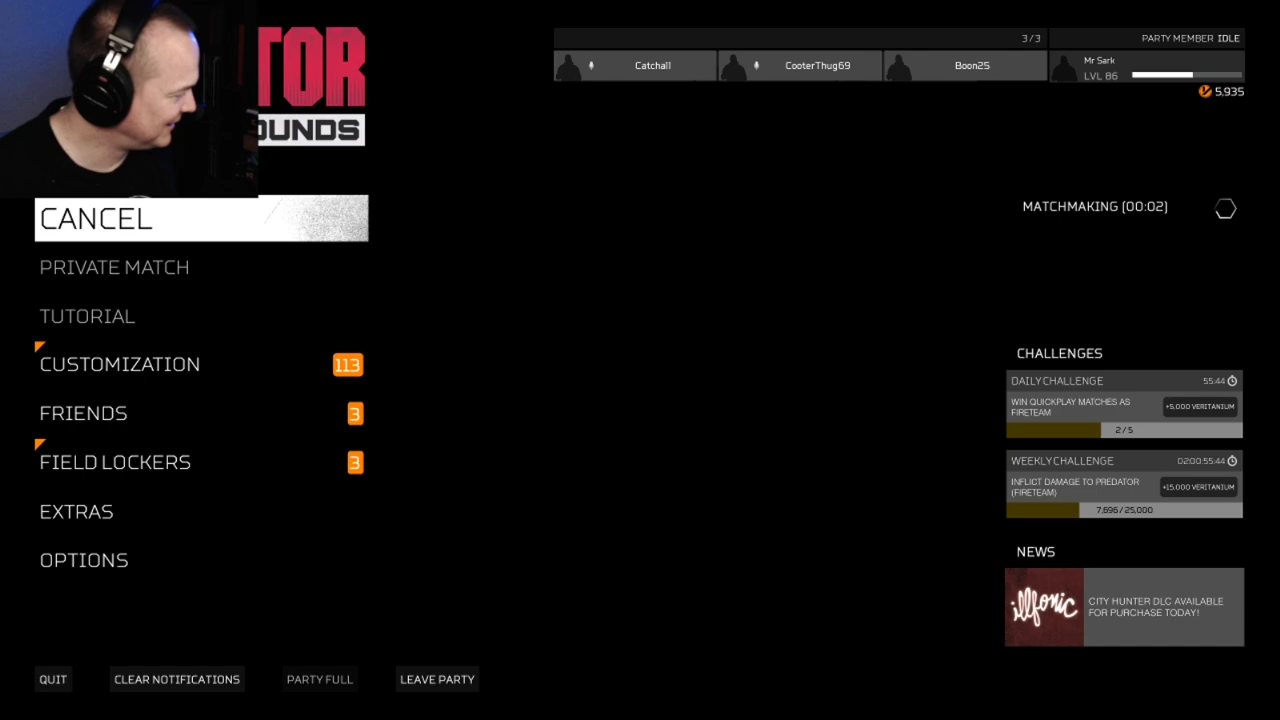 TOR
OUNDS
3/3
PARTY MEMBER IDLE
Catchall
CooterThug69
Boon25
Mr Sark
LVL 86
5,935
CANCEL
MATCHMAKING (00:02)
PRIVATE MATCH
TUTORIAL
CUSTOMIZATION 113
FRIENDS 3
FIELD LOCKERS 3
EXTRAS
OPTIONS
CHALLENGES
DAILY CHALLENGE 55:44
WIN QUICKPLAY MATCHES AS
FIRETEAM
+5,000 VERITANIUM
2/5
WEEKLY CHALLENGE 02:00:55:44
INFLICT DAMAGE TO PREDATOR
(FIRETEAM)
+15,000 VERITANIUM
7,696/25,000
NEWS
illfonic
CITY HUNTER DLC AVAILABLE
FOR PURCHASE TODAY!
QUIT
CLEAR NOTIFICATIONS
PARTY FULL
LEAVE PARTY